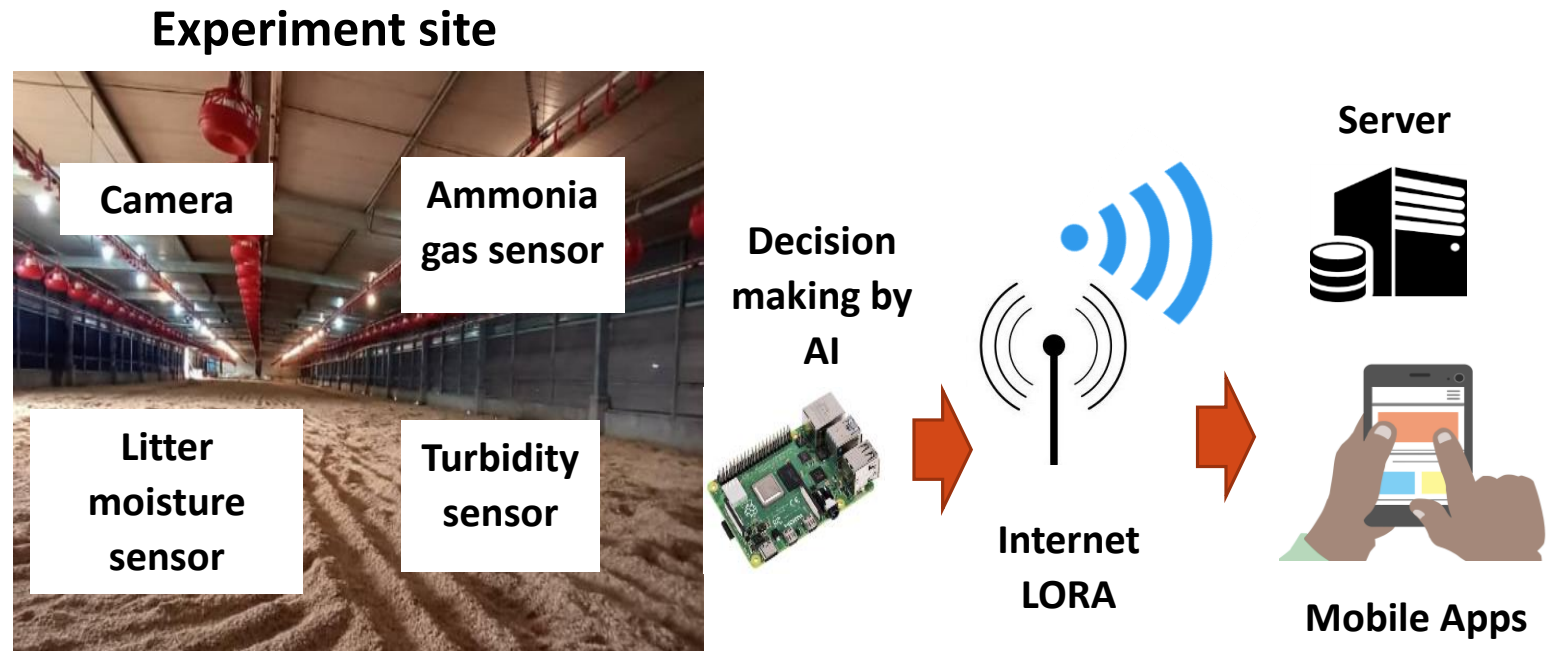 Experiment site
Camera
Ammonia
gas sensor
Litter
moisture
sensor
Turbidity
sensor
Decision
making by
AI
Internet
LORA
Server
Mobile Apps